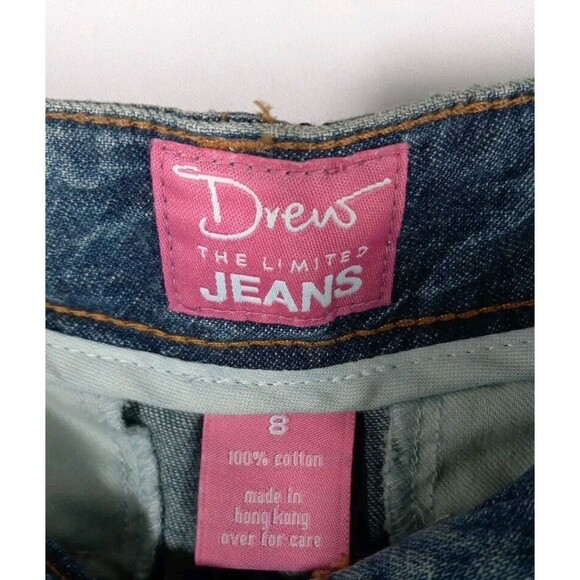 Drew
THE LIMITED
JEANS
8
100% cotton
made in
hong kong
over for care